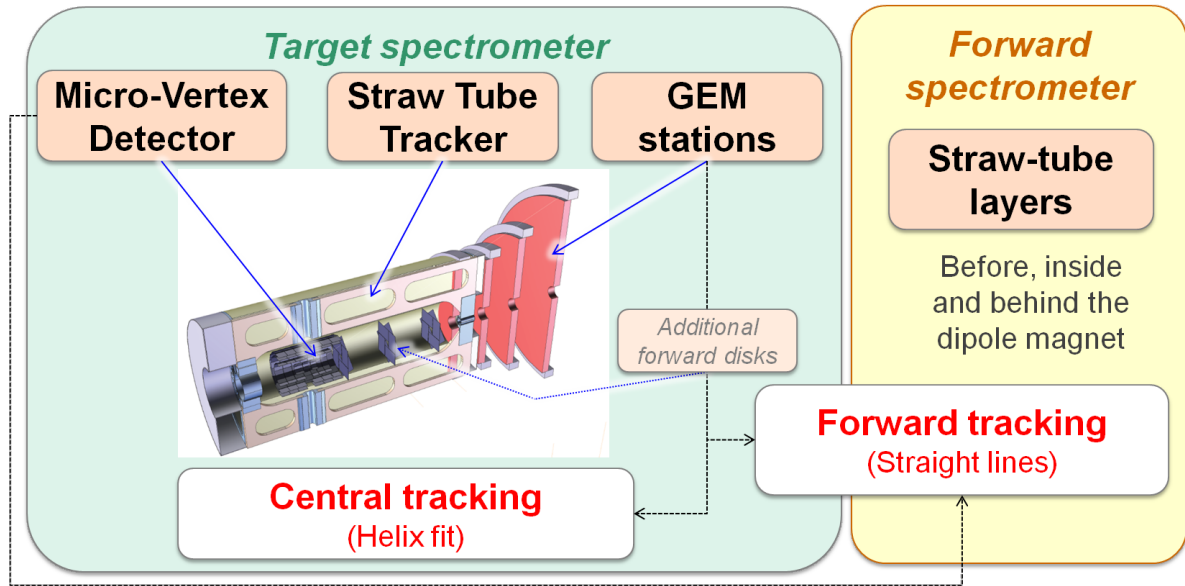 Target spectrometer
Micro-Vertex
Detector
Straw Tube
Tracker
GEM
stations
Additional
forward disks
Central tracking
(Helix fit)
Forward
spectrometer
Straw-tube
layers
Before, inside
and behind the
dipole magnet
Forward tracking
(Straight lines)